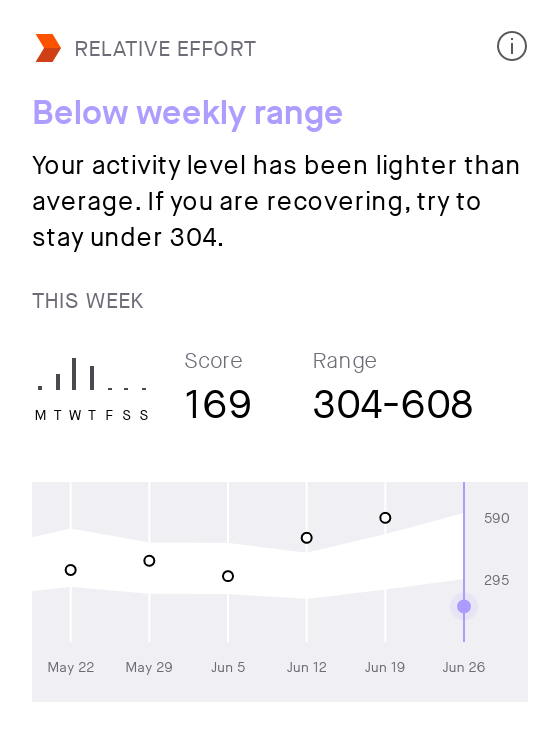 RELATIVE EFFORT
Below weekly range
Your activity level has been lighter than
average. If you are recovering, try to
stay under 304.
THIS WEEK
Score Range
169 304-608
M T W T F S S
590
295
May 22 May 29 Jun 5 Jun 12 Jun 19 Jun 26